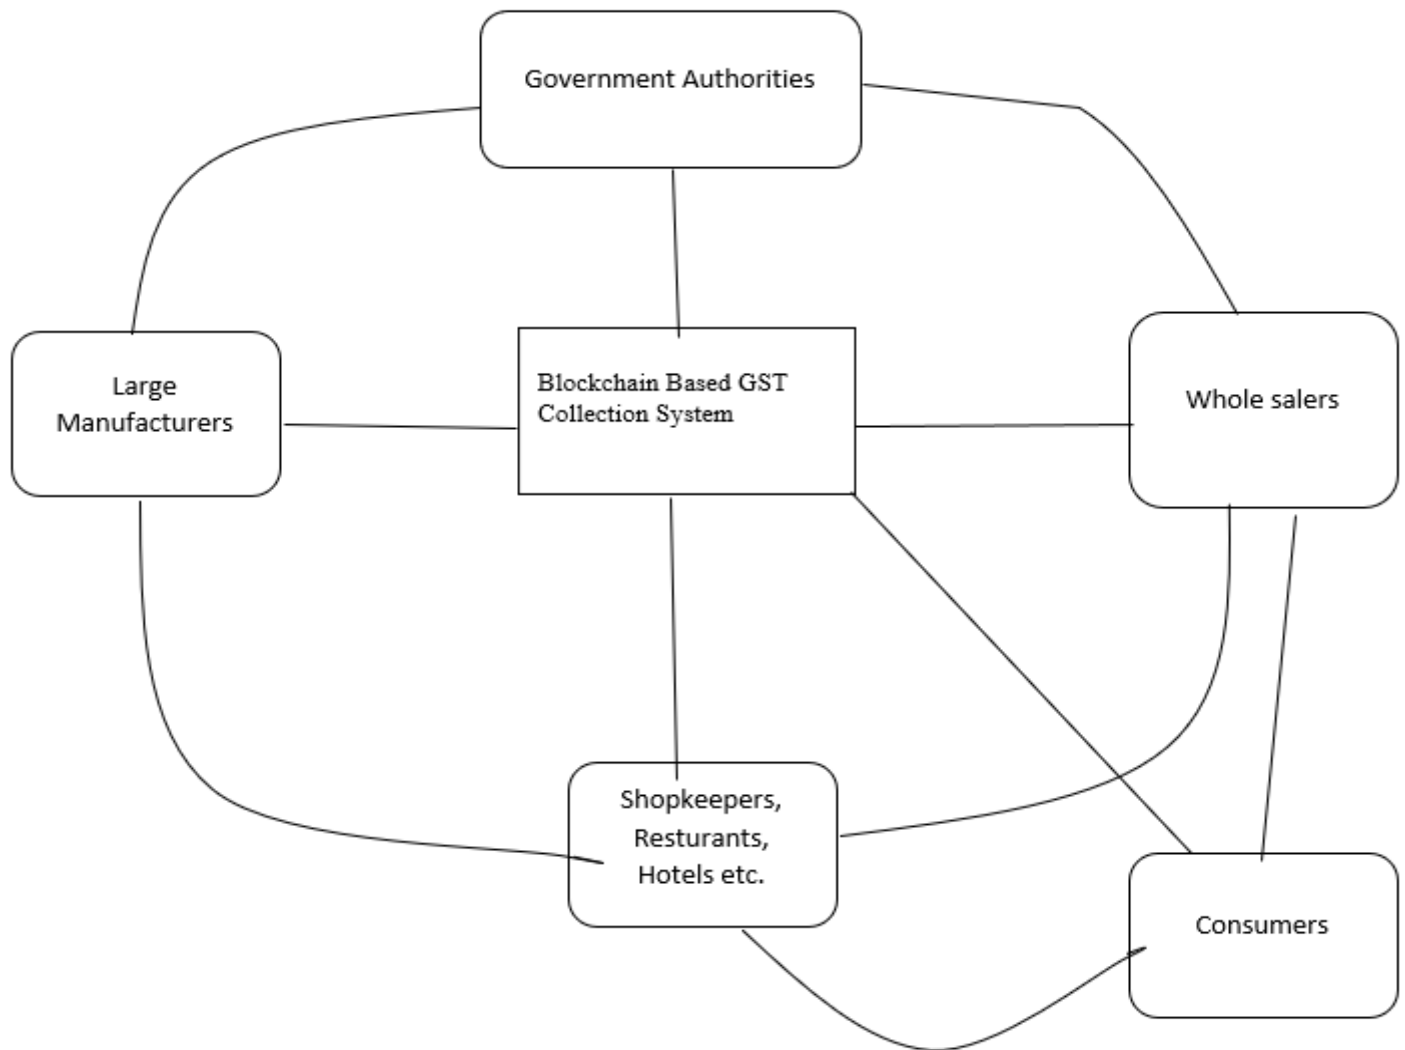 Government Authorities
Large
Manufacturers
Blockchain Based GST
Collection System
Whole salers
Shopkeepers,
Resturants,
Hotels etc.
Consumers